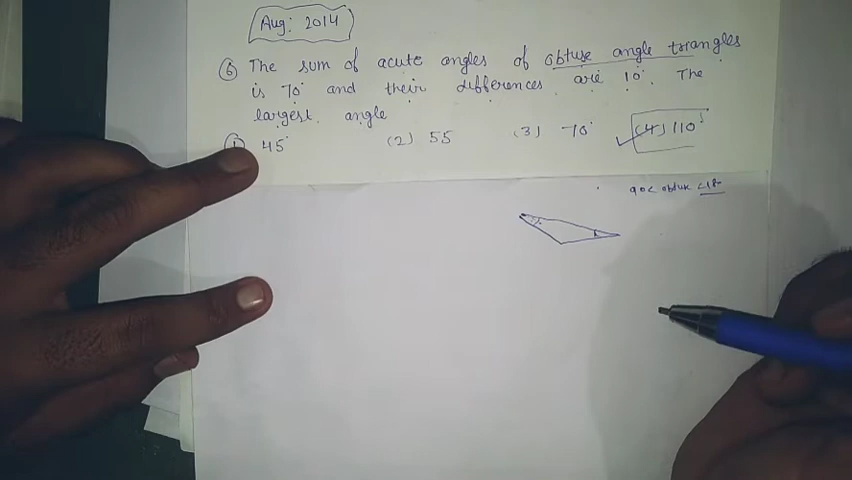 Aug: 2014
⑥ The sum of acute angles of obtuse angle triangles
is 70° and their differences are 10°. The
largest angle
(1) 45° (2) 55 (3) 70° (4) 110°
90< obtuse <18